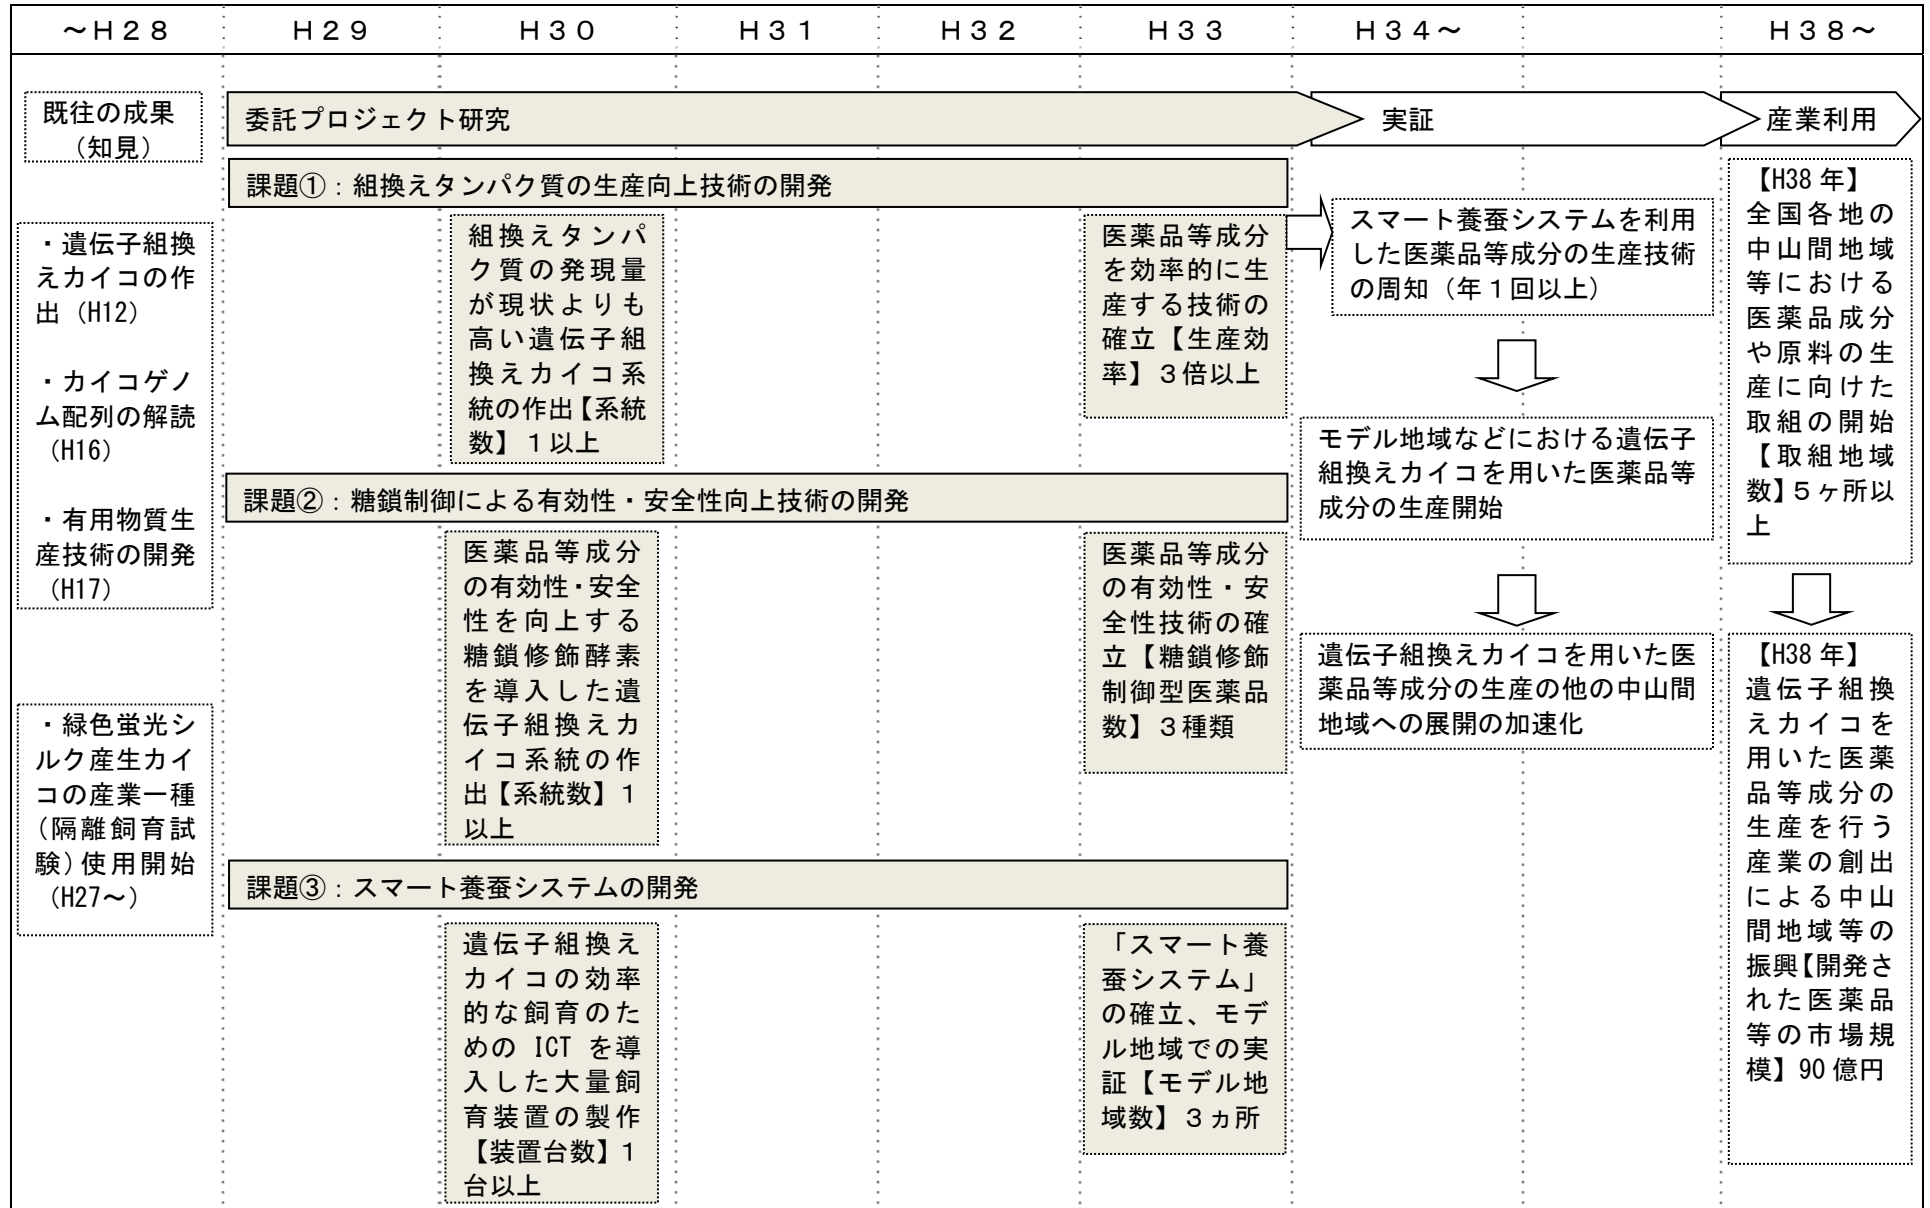 ～Ｈ２８
Ｈ２９
Ｈ３０
Ｈ３１
Ｈ３２
Ｈ３３
Ｈ３４～
Ｈ３８～
既往の成果
（知見）
委託プロジェクト研究
実証
産業利用
・遺伝子組換
えカイコの作
出（H12）
・カイコゲノ
ム配列の解読
（H16）
・有用物質生
産技術の開発
（H17）
・緑色蛍光シ
ルク産生カイ
コの産業一種
（隔離飼育試
験）使用開始
（H27～）
課題①：組換えタンパク質の生産向上技術の開発
組換えタンパ
ク質の発現量
が現状よりも
高い遺伝子組
換えカイコ系
統の作出【系統
数】１以上
医薬品等成分
を効率的に生
産する技術の
確立【生産効
率】３倍以上
課題②：糖鎖制御による有効性・安全性向上技術の開発
医薬品等成分
の有効性・安全
性を向上する
糖鎖修飾酵素
を導入した遺
伝子組換えカ
イコ系統の作
出【系統数】１
以上
医薬品等成分
の有効性・安
全性技術の確
立【糖鎖修飾
制御型医薬品
数】３種類
課題③：スマート養蚕システムの開発
遺伝子組換え
カイコの効率
的な飼育のた
めの ICT を導
入した大量飼
育装置の製作
【装置台数】１
台以上
「スマート養
蚕システム」
の確立、モデ
ル地域での実
証【モデル地
域数】３ヵ所
スマート養蚕システムを利用
した医薬品等成分の生産技術
の周知（年１回以上）
モデル地域などにおける遺伝子
組換えカイコを用いた医薬品等
成分の生産開始
遺伝子組換えカイコを用いた医
薬品等成分の生産の他の中山間
地域への展開の加速化
【H38 年】
全国各地の
中山間地域
等における
医薬品成分
や原料の生
産に向けた
取組の開始
【取組地域
数】５ヶ所以
上
【H38 年】
遺伝子組換
えカイコを
用いた医薬
品等成分の
生産を行う
産業の創出
による中山
間地域等の
振興【開発さ
れた医薬品
等の市場規
模】90 億円